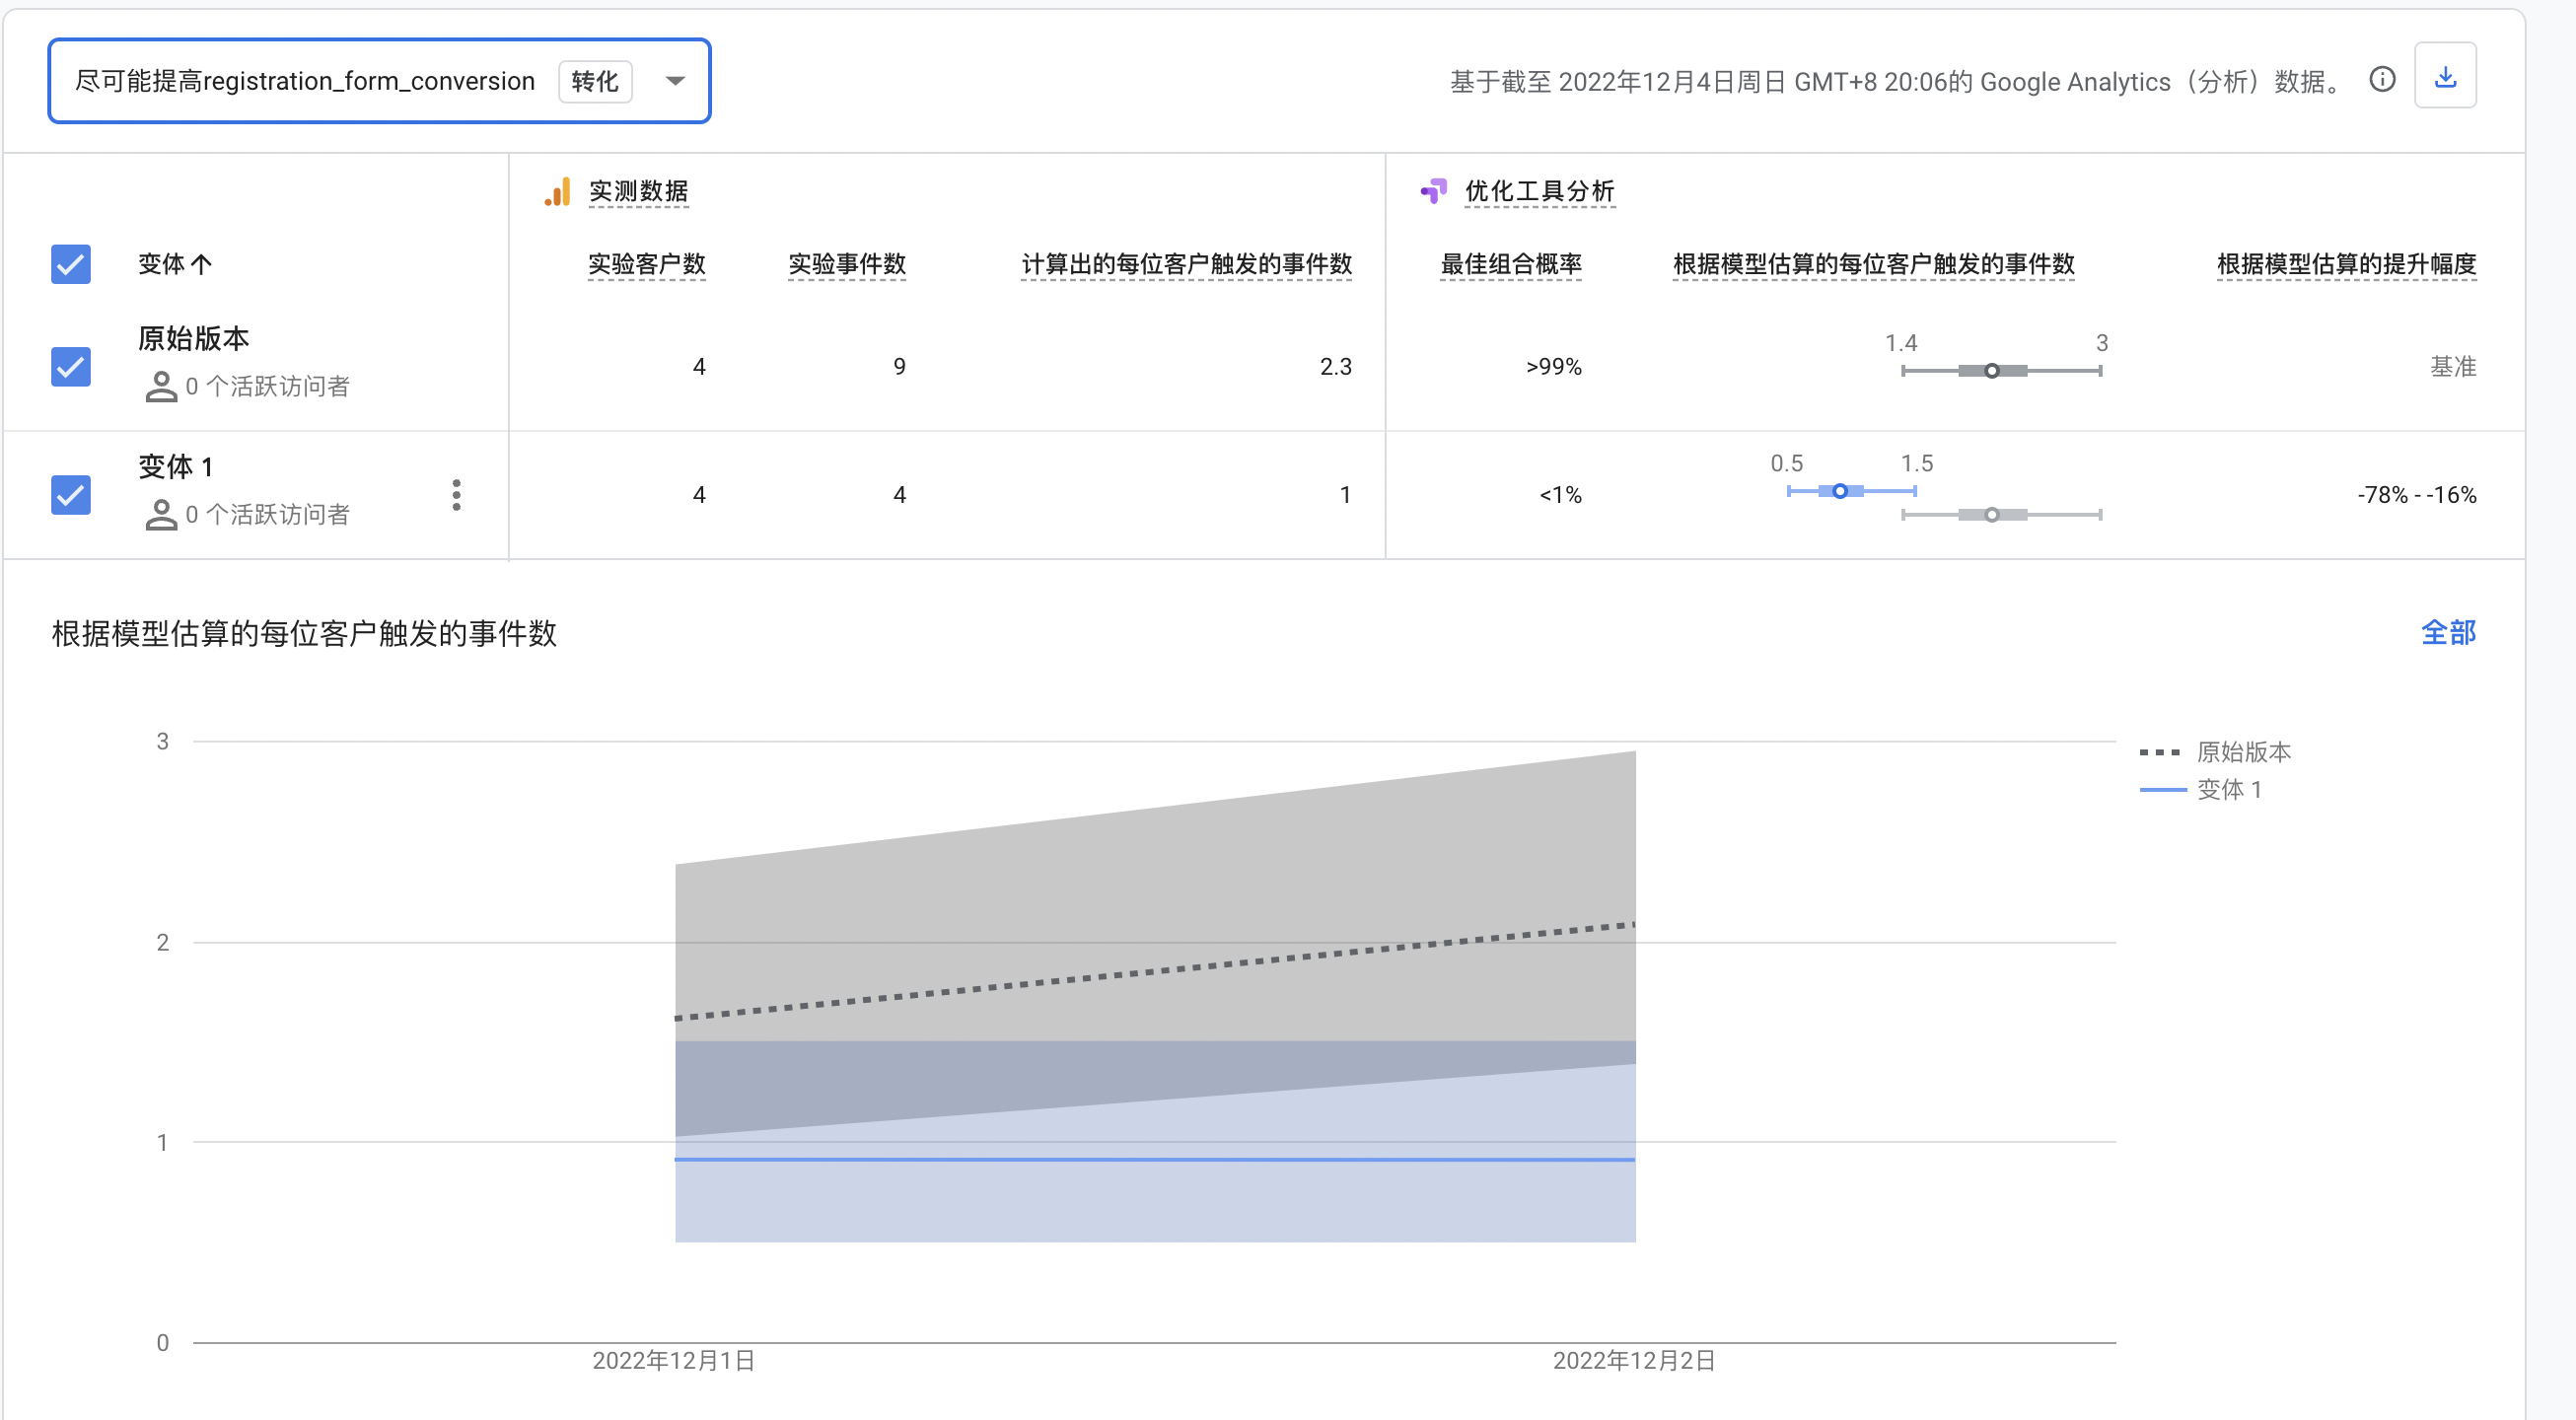 尽可能提高registration_form_conversion 转化
基于截至 2022年12月4日周日 GMT+8 20:06的 Google Analytics（分析）数据。
实测数据
优化工具分析
变体
实验客户数
实验事件数
计算出的每位客户触发的事件数
最佳组合概率
根据模型估算的每位客户触发的事件数
根据模型估算的提升幅度
原始版本
0 个活跃访问者
4
9
2.3
>99%
1.4
3
基准
变体 1
0 个活跃访问者
4
4
1
<1%
0.5
1.5
-78% - -16%
根据模型估算的每位客户触发的事件数
全部
3
2
1
0
原始版本
变体 1
2022年12月1日
2022年12月2日